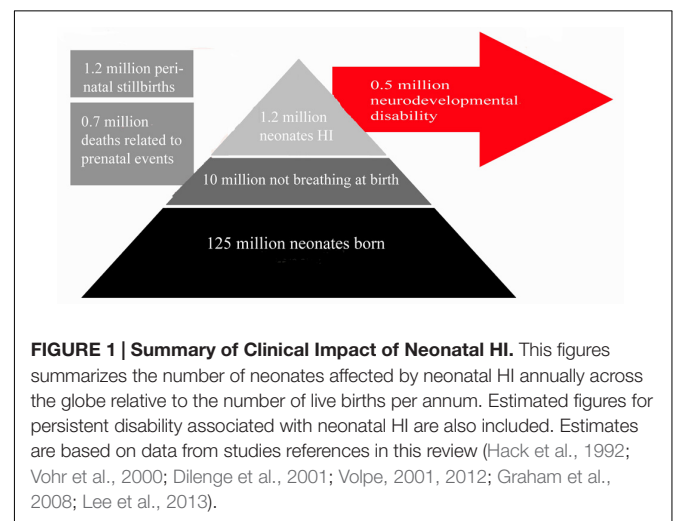 1.2 million peri-
natal stillbirths
0.7 million
deaths related to
prenatal events
1.2 million
neonates HI
0.5 million
neurodevelopmental
disability
10 million not breathing at birth
125 million neonates born
FIGURE 1 | Summary of Clinical Impact of Neonatal HI. This figures
summarizes the number of neonates affected by neonatal HI annually across
the globe relative to the number of live births per annum. Estimated figures for
persistent disability associated with neonatal HI are also included. Estimates
are based on data from studies references in this review (Hack et al., 1992;
Vohr et al., 2000; Dilenge et al., 2001; Volpe, 2001, 2012; Graham et al.,
2008; Lee et al., 2013).